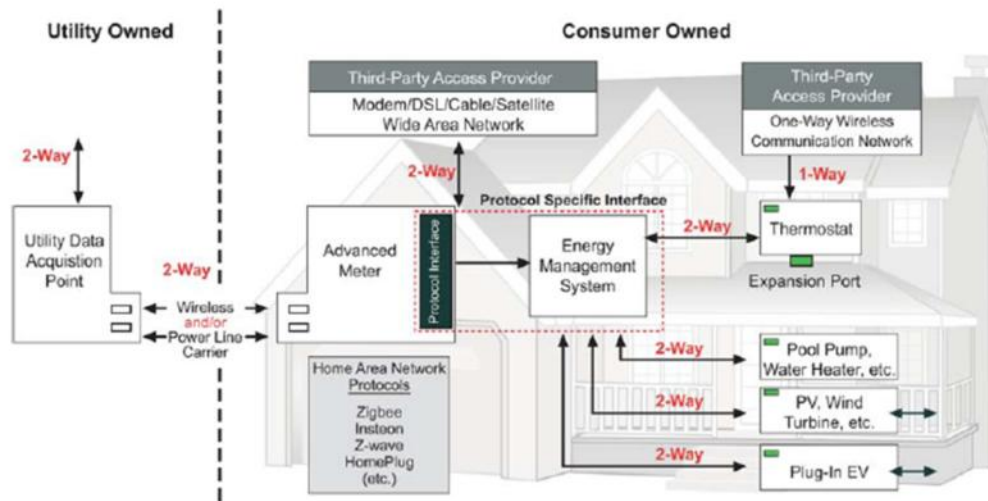 Utility Owned
Consumer Owned
Third-Party Access Provider
Modem/DSL/Cable/Satellite
Wide Area Network
Third-Party
Access Provider
One-Way Wireless
Communication Network
2-Way
2-Way
1-Way
Protocol Specific Interface
Utility Data
Acquistion
Point
2-Way
Wireless
and/or
Power Line
Carrier
Advanced
Meter
Protocol Interface
Energy
Management
System
2-Way
Thermostat
Expansion Port
Home Area Network
Protocols
Zigbee
Insteon
Z-wave
HomePlug
(etc.)
2-Way
Pool Pump,
Water Heater, etc.
2-Way
PV, Wind
Turbine, etc.
2-Way
Plug-In EV